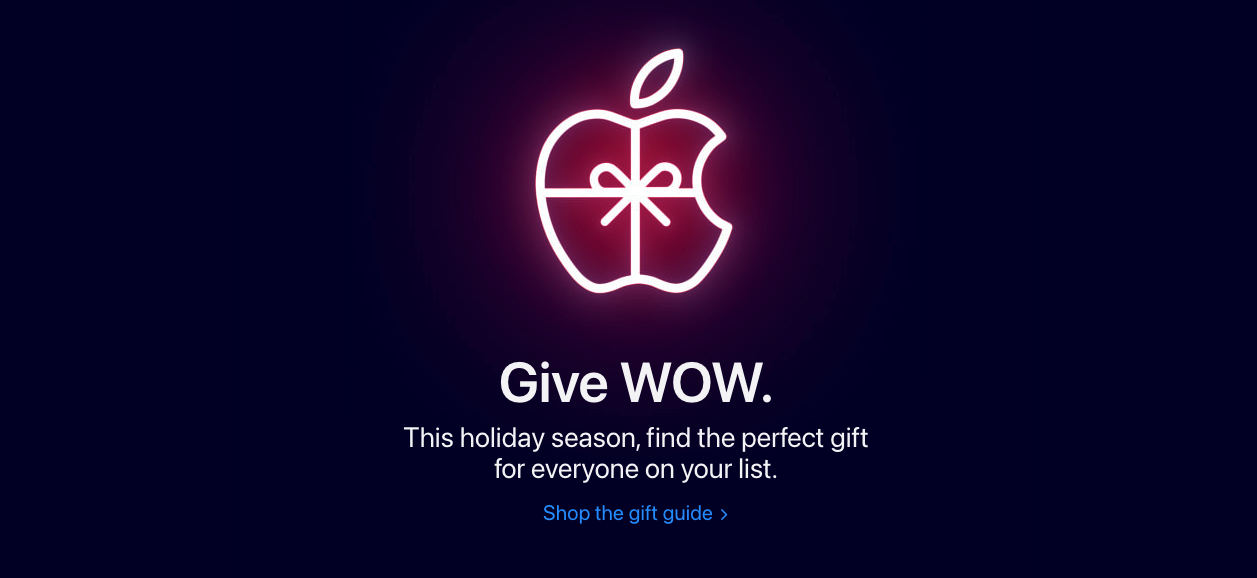 Give WOW.
This holiday season, find the perfect gift
for everyone on your list.
Shop the gift guide >